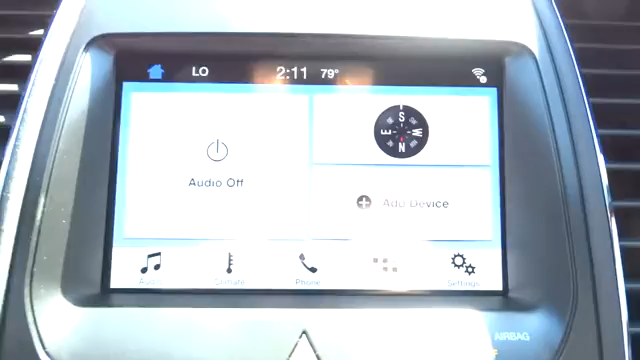 LO 2:11 79°
Audio Off
S
E W
N
Add Device
Audio Climate Phone Settings
AIRBAG